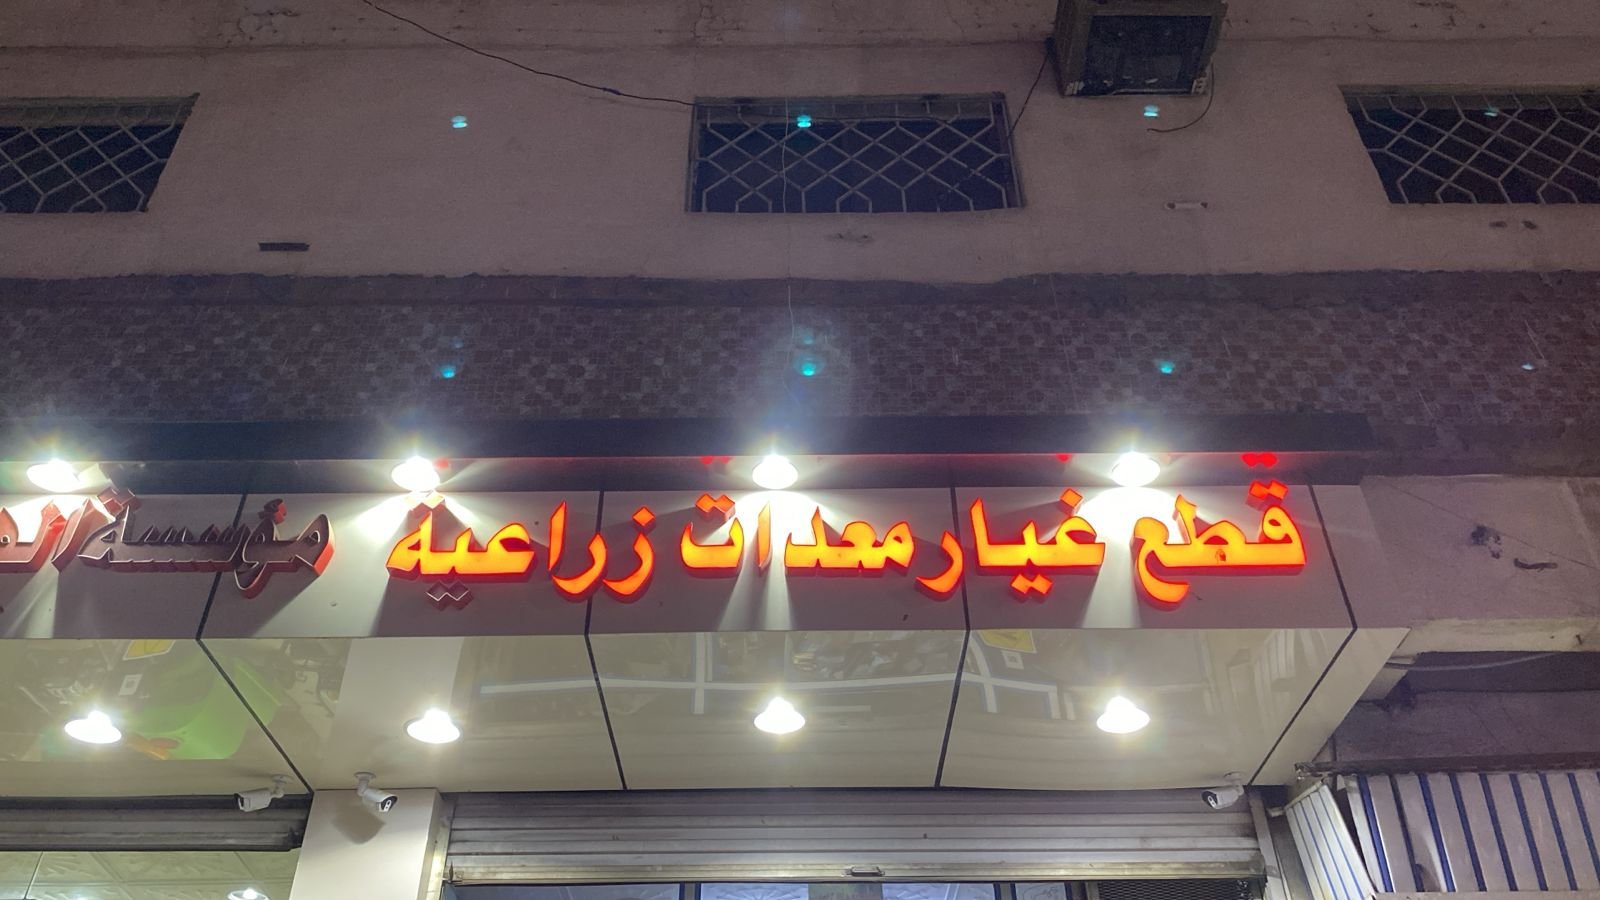 قطع غيار معدات زراعية مؤسسة